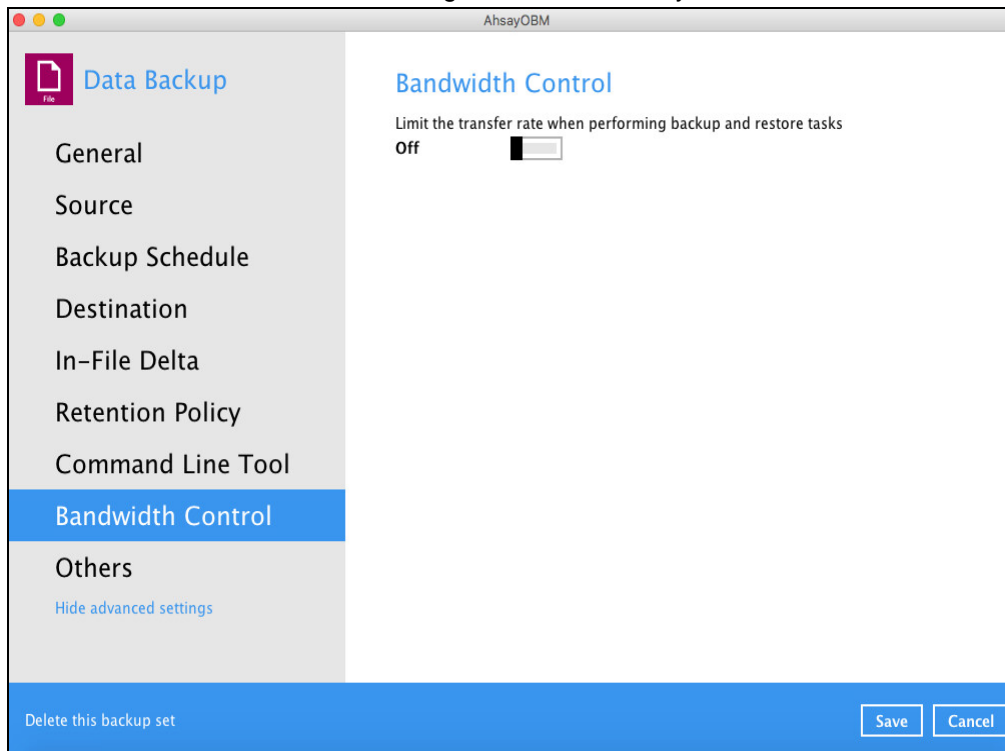 AhsayOBM
File
Data Backup
General
Source
Backup Schedule
Destination
In-File Delta
Retention Policy
Command Line Tool
Bandwidth Control
Others
Hide advanced settings
Bandwidth Control
Limit the transfer rate when performing backup and restore tasks
Off
Delete this backup set
Save
Cancel